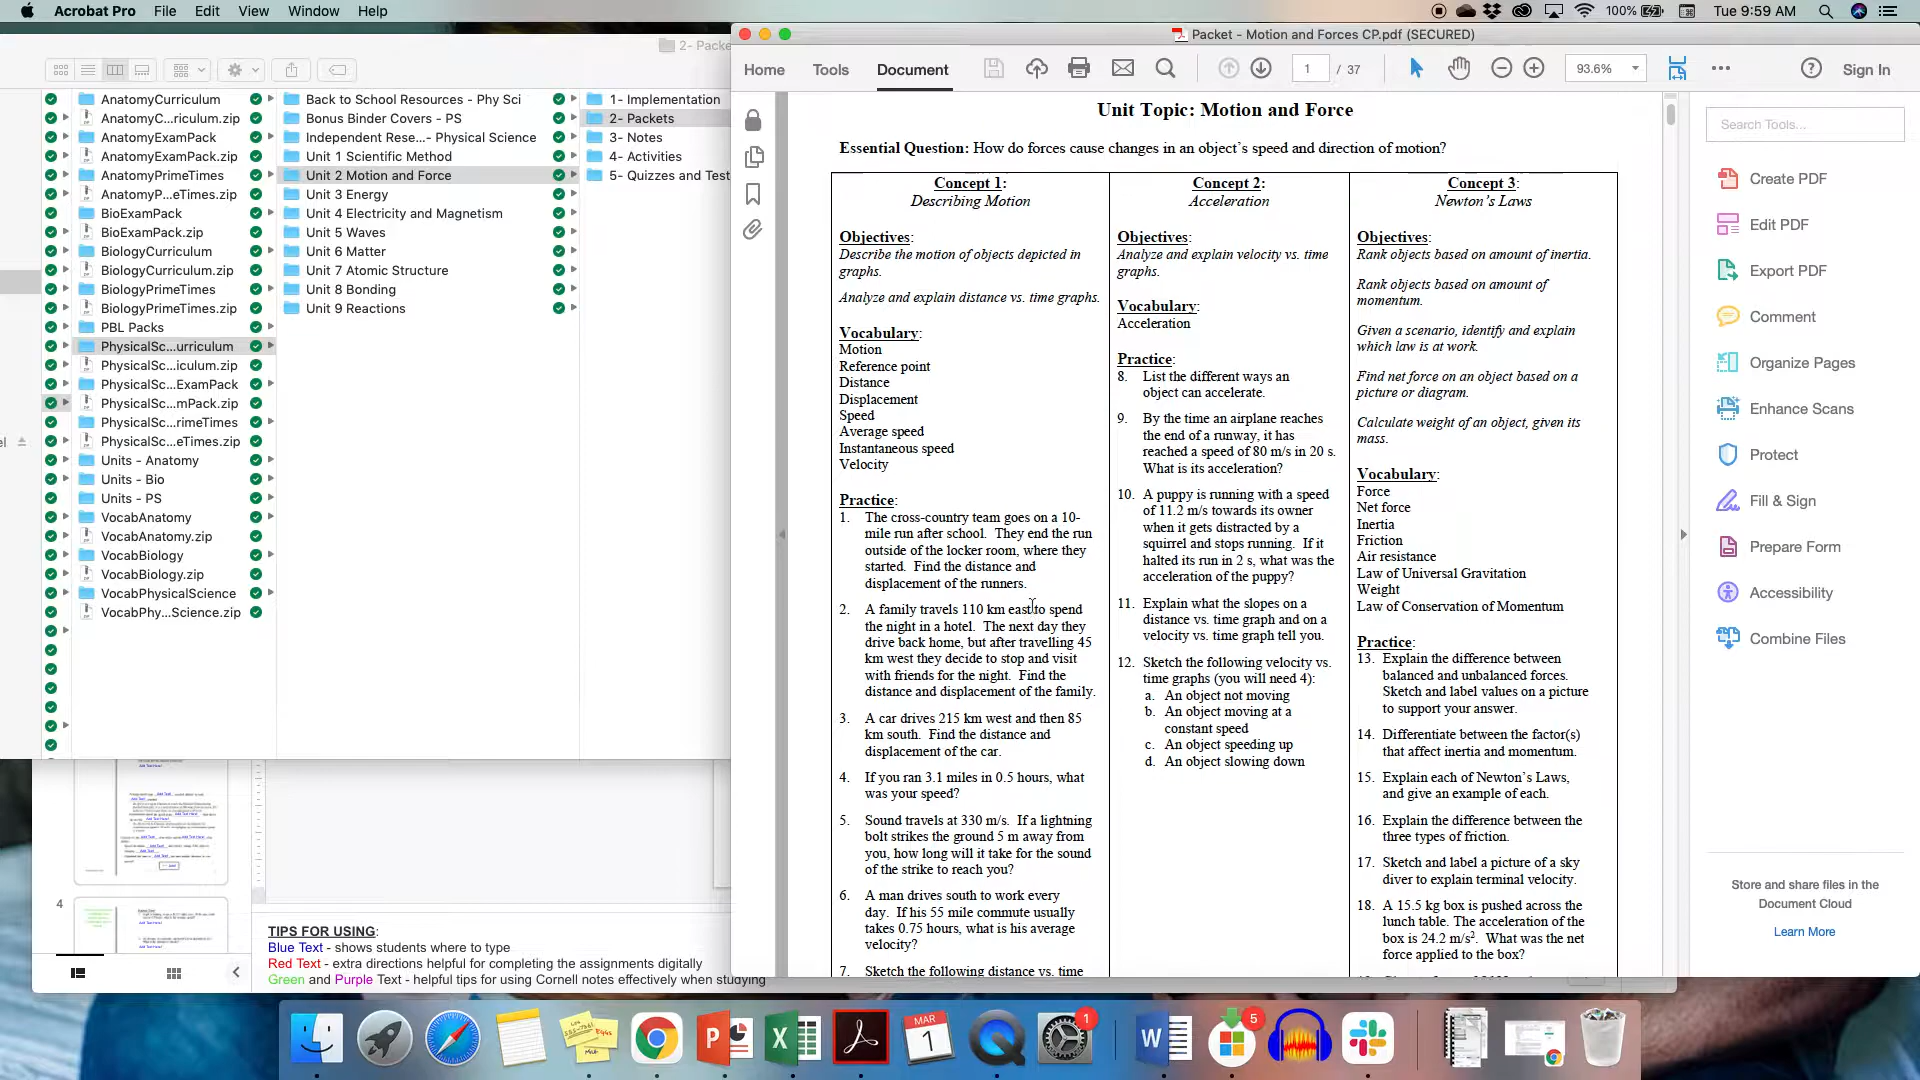 Acrobat Pro File Edit View Window Help
100% Tue 9:59 AM
2- Packe
Packet - Motion and Forces CP.pdf (SECURED)
Home Tools Document 1 / 37 93.6% Sign In
AnatomyCurriculum
AnatomyC...riculum.zip
AnatomyExamPack
AnatomyExamPack.zip
AnatomyPrimeTimes
AnatomyP...eTimes.zip
BioExamPack
BioExamPack.zip
BiologyCurriculum
BiologyCurriculum.zip
BiologyPrimeTimes
BiologyPrimeTimes.zip
PBL Packs
PhysicalSc...urriculum
PhysicalSc...iculum.zip
PhysicalSc...ExamPack
PhysicalSc...mPack.zip
PhysicalSc...rimeTimes
PhysicalSc...eTimes.zip
Units - Anatomy
Units - Bio
Units - PS
VocabAnatomy
VocabAnatomy.zip
VocabBiology
VocabBiology.zip
VocabPhysicalScience
VocabPhy...Science.zip
Back to School Resources - Phy Sci
Bonus Binder Covers - PS
Independent Rese...- Physical Science
Unit 1 Scientific Method
Unit 2 Motion and Force
Unit 3 Energy
Unit 4 Electricity and Magnetism
Unit 5 Waves
Unit 6 Matter
Unit 7 Atomic Structure
Unit 8 Bonding
Unit 9 Reactions
1- Implementation
2- Packets
3- Notes
4- Activities
5- Quizzes and Test
Unit Topic: Motion and Force
Essential Question: How do forces cause changes in an object's speed and direction of motion?
Concept 1:
Describing Motion
Objectives:
Describe the motion of objects depicted in
graphs.
Analyze and explain distance vs. time graphs.
Vocabulary:
Motion
Reference point
Distance
Displacement
Speed
Average speed
Instantaneous speed
Velocity
Practice:
1. The cross-country team goes on a 10-
mile run after school. They end the run
outside of the locker room, where they
started. Find the distance and
displacement of the runners.
2. A family travels 110 km east to spend
the night in a hotel. The next day they
drive back home, but after travelling 45
km west they decide to stop and visit
with friends for the night. Find the
distance and displacement of the family.
3. A car drives 215 km west and then 85
km south. Find the distance and
displacement of the car.
4. If you ran 3.1 miles in 0.5 hours, what
was your speed?
5. Sound travels at 330 m/s. If a lightning
bolt strikes the ground 5 m away from
you, how long will it take for the sound
of the strike to reach you?
6. A man drives south to work every
day. If his 55 mile commute usually
takes 0.75 hours, what is his average
velocity?
7. Sketch the following distance vs. time
Concept 2:
Acceleration
Objectives:
Analyze and explain velocity vs. time
graphs.
Vocabulary:
Acceleration
Practice:
8. List the different ways an
object can accelerate.
9. By the time an airplane reaches
the end of a runway, it has
reached a speed of 80 m/s in 20 s.
What is its acceleration?
10. A puppy is running with a speed
of 11.2 m/s towards its owner
when it gets distracted by a
squirrel and stops running. If it
halted its run in 2 s, what was the
acceleration of the puppy?
11. Explain what the slopes on a
distance vs. time graph and on a
velocity vs. time graph tell you.
12. Sketch the following velocity vs.
time graphs (you will need 4):
a. An object not moving
b. An object moving at a
constant speed
c. An object speeding up
d. An object slowing down
Concept 3:
Newton's Laws
Objectives:
Rank objects based on amount of inertia.
Rank objects based on amount of
momentum.
Given a scenario, identify and explain
which law is at work.
Find net force on an object based on a
picture or diagram.
Calculate weight of an object, given its
mass.
Vocabulary:
Force
Net force
Inertia
Friction
Air resistance
Law of Universal Gravitation
Weight
Law of Conservation of Momentum
Practice:
13. Explain the difference between
balanced and unbalanced forces.
Sketch and label values on a picture
to support your answer.
14. Differentiate between the factor(s)
that affect inertia and momentum.
15. Explain each of Newton's Laws,
and give an example of each.
16. Explain the difference between the
three types of friction.
17. Sketch and label a picture of a sky
diver to explain terminal velocity.
18. A 15.5 kg box is pushed across the
lunch table. The acceleration of the
box is 24.2 m/s². What was the net
force applied to the box?
Search Tools...
Create PDF
Edit PDF
Export PDF
Comment
Organize Pages
Enhance Scans
Protect
Fill & Sign
Prepare Form
Accessibility
Combine Files
Store and share files in the
Document Cloud
Learn More
4
TIPS FOR USING:
Blue Text - shows students where to type
Red Text - extra directions helpful for completing the assignments digitally
Green and Purple Text - helpful tips for using Cornell notes effectively when studying
MAR
1
1
5